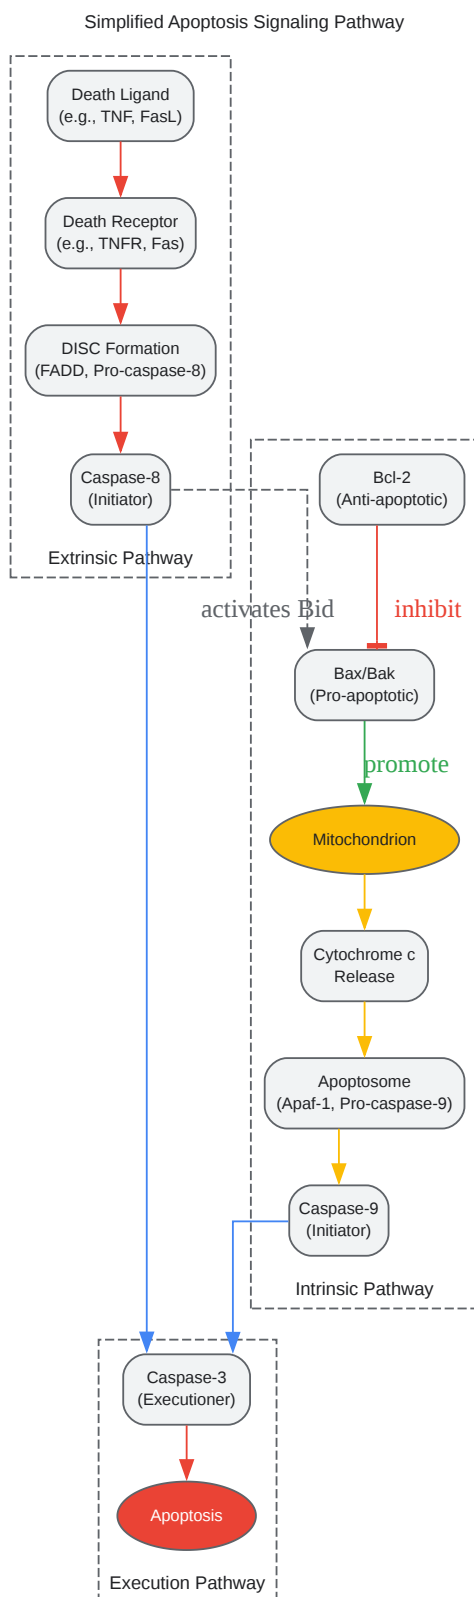 Simplified Apoptosis Signaling Pathway
Death Ligand
(e.g., TNF, FasL)
Death Receptor
(e.g., TNFR, Fas)
DISC Formation
(FADD, Pro-caspase-8)
Caspase-8
(Initiator)
Extrinsic Pathway
Bcl-2
(Anti-apoptotic)
activates Bid
inhibit
Bax/Bak
(Pro-apoptotic)
promote
Mitochondrion
Cytochrome c
Release
Apoptosome
(Apaf-1, Pro-caspase-9)
Caspase-9
(Initiator)
Intrinsic Pathway
Caspase-3
(Executioner)
Apoptosis
Execution Pathway